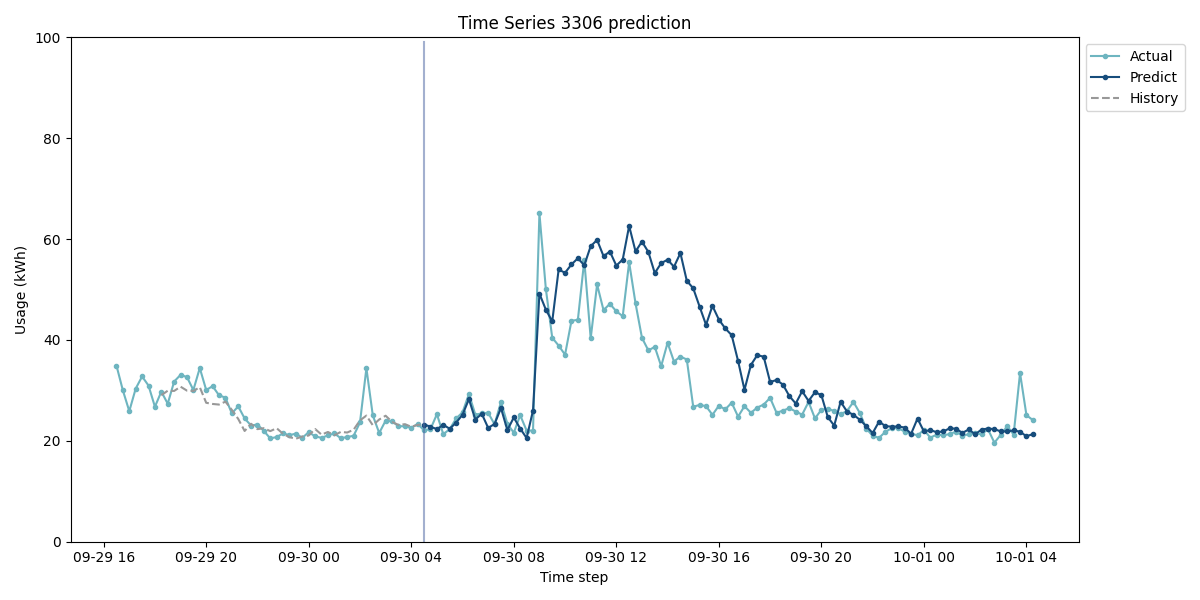 Time Series 3306 prediction
100
80
60
40
20
0
Usage (kWh)
09-29 16
09-29 20
09-30 00
09-30 04
09-30 08
09-30 12
09-30 16
09-30 20
10-01 00
10-01 04
Time step
Actual
Predict
History